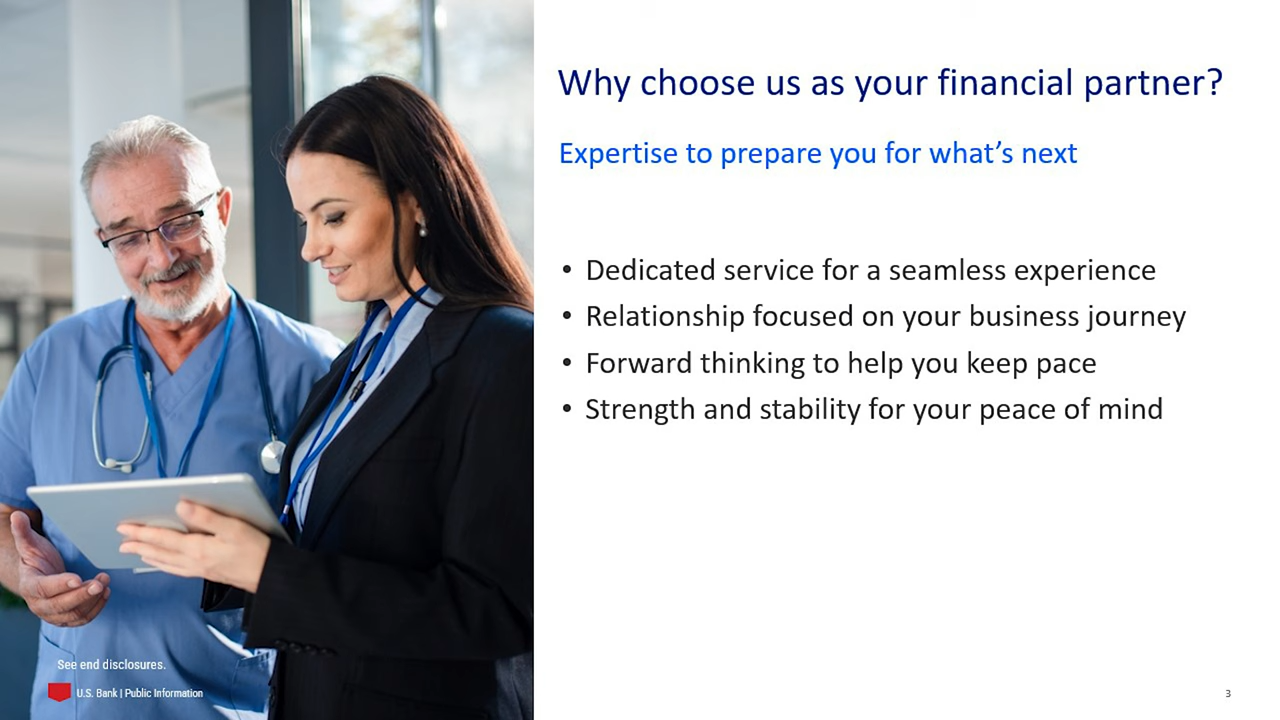 Why choose us as your financial partner?
Expertise to prepare you for what’s next
• Dedicated service for a seamless experience
• Relationship focused on your business journey
• Forward thinking to help you keep pace
• Strength and stability for your peace of mind
See end disclosures.
U.S. Bank | Public Information
3